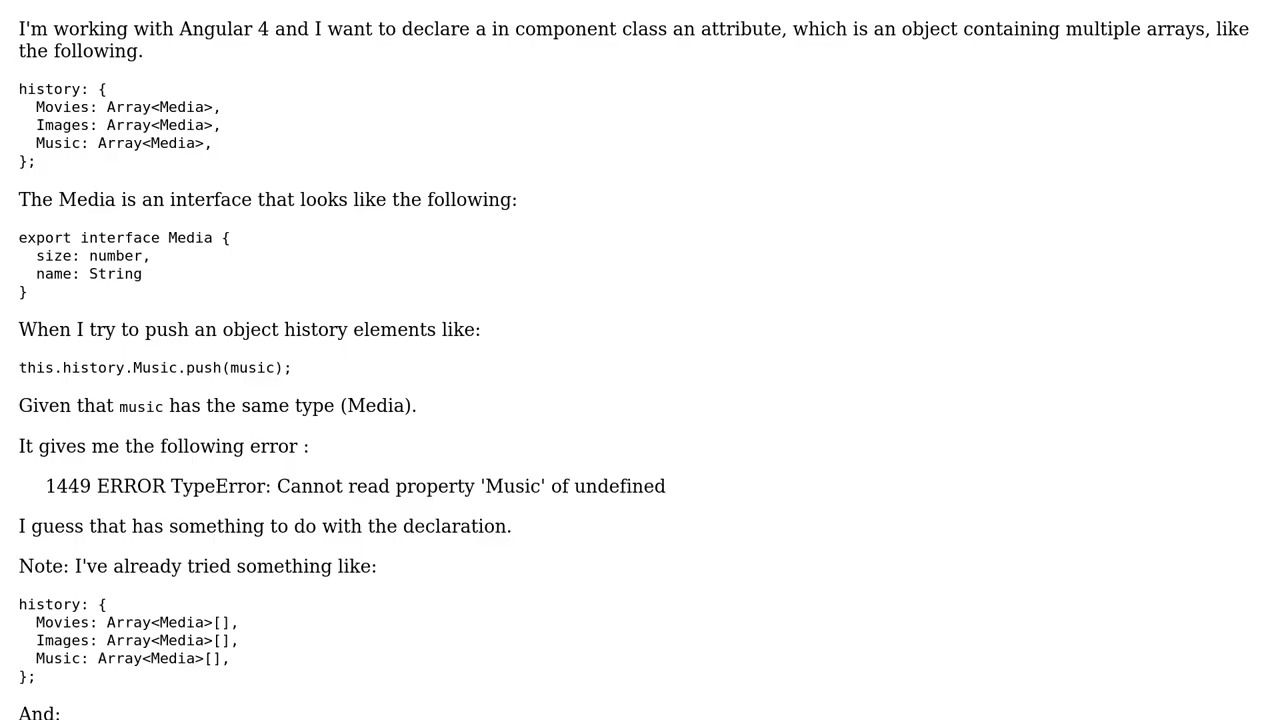 I'm working with Angular 4 and I want to declare a in component class an attribute, which is an object containing multiple arrays, like
the following.
history: {
  Movies: Array<Media>,
  Images: Array<Media>,
  Music: Array<Media>,
};
The Media is an interface that looks like the following:
export interface Media {
  size: number,
  name: String
}
When I try to push an object history elements like:
this.history.Music.push(music);
Given that music has the same type (Media).
It gives me the following error :
1449 ERROR TypeError: Cannot read property 'Music' of undefined
I guess that has something to do with the declaration.
Note: I've already tried something like:
history: {
  Movies: Array<Media>[],
  Images: Array<Media>[],
  Music: Array<Media>[],
};
And: